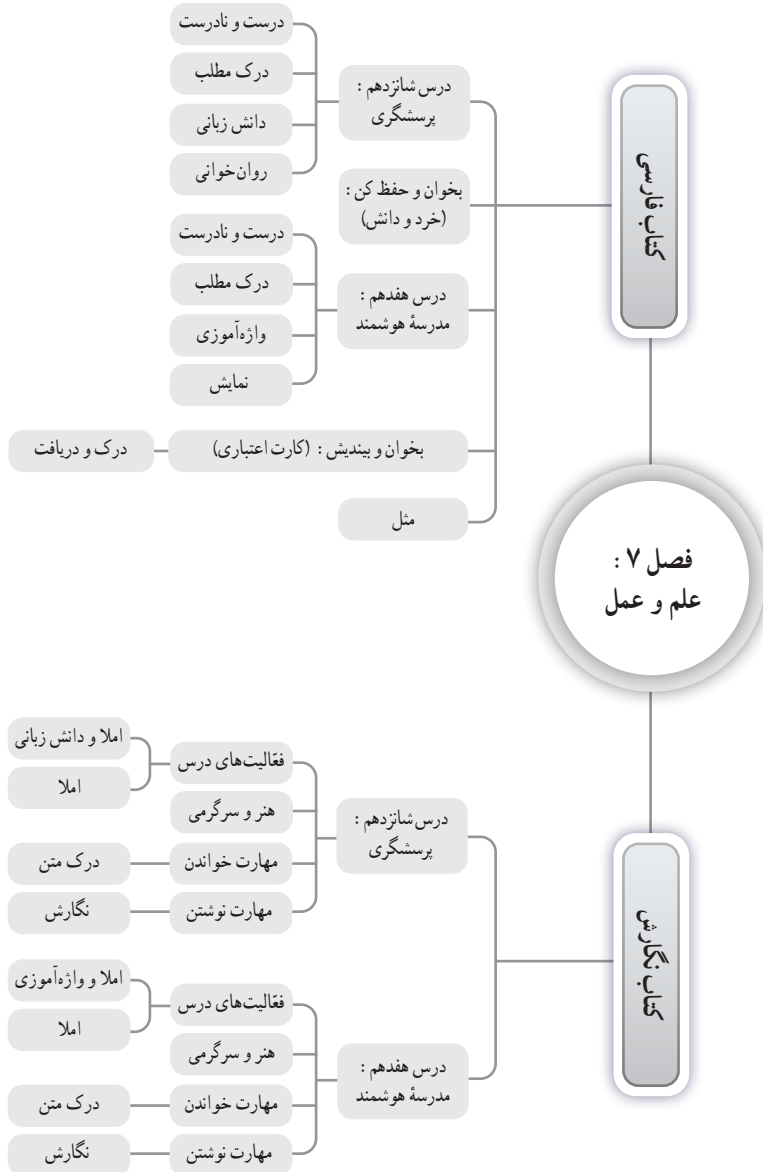 فصل ۷ :
علم و عمل
کتاب فارسی
درس شانزدهم :
پرسشگری
درست و نادرست
درک مطلب
دانش زبانی
روان‌خوانی
بخوان و حفظ کن :
(خرد و دانش)
درس هفدهم :
مدرسهٔ هوشمند
درست و نادرست
درک مطلب
واژه‌آموزی
نمایش
بخوان و بیندیش : (کارت اعتباری)
درک و دریافت
مثل
کتاب نگارش
درس شانزدهم :
پرسشگری
فعّالیت‌های درس
املا و دانش زبانی
املا
هنر و سرگرمی
مهارت خواندن
درک متن
مهارت نوشتن
نگارش
درس هفدهم :
مدرسهٔ هوشمند
فعّالیت‌های درس
املا و واژه‌آموزی
املا
هنر و سرگرمی
مهارت خواندن
درک متن
مهارت نوشتن
نگارش